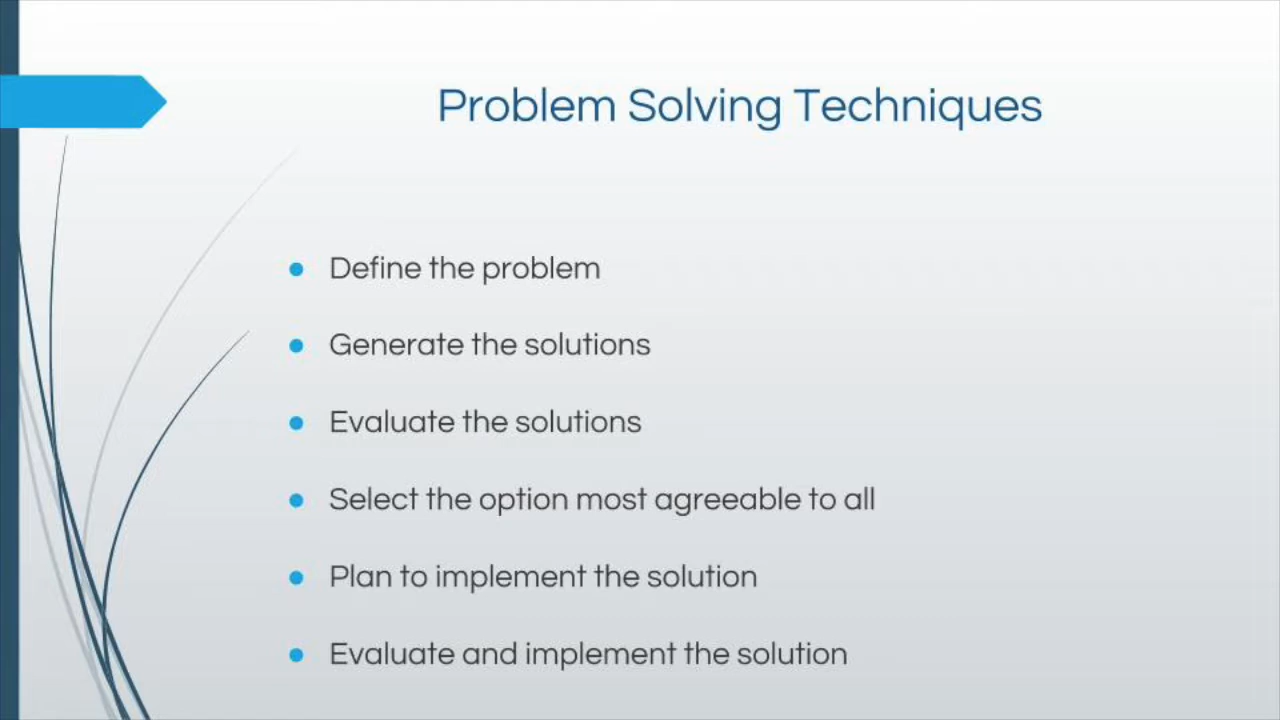 Problem Solving Techniques
● Define the problem
● Generate the solutions
● Evaluate the solutions
● Select the option most agreeable to all
● Plan to implement the solution
● Evaluate and implement the solution